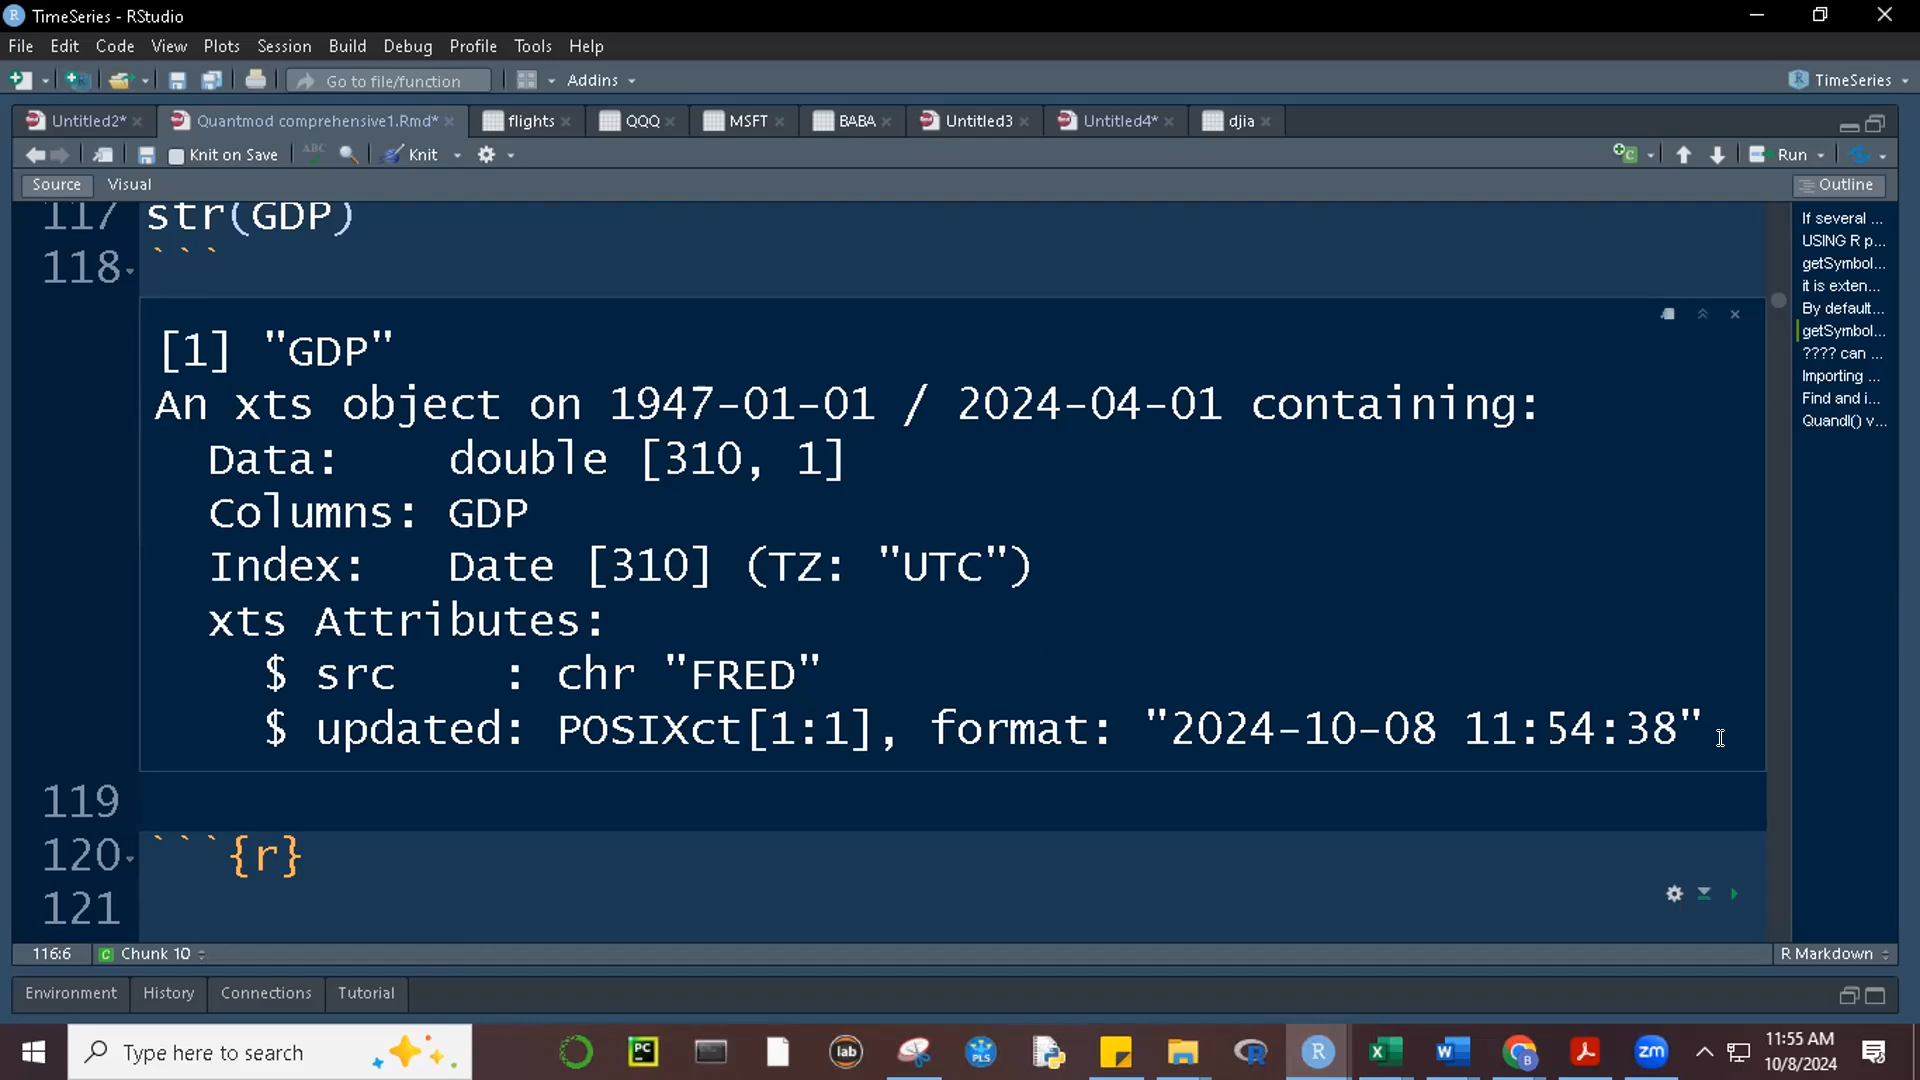 TimeSeries - RStudio
File Edit Code View Plots Session Build Debug Profile Tools Help
Go to file/function Addins TimeSeries
Untitled2* Quantmod comprehensive1.Rmd* flights QQQ MSFT BABA Untitled3 Untitled4* djia
Knit on Save ABC Knit Run
Source Visual Outline
117 str(GDP)
118 ```
[1] "GDP"
An xts object on 1947-01-01 / 2024-04-01 containing:
Data: double [310, 1]
Columns: GDP
Index: Date [310] (TZ: "UTC")
xts Attributes:
$ src : chr "FRED"
$ updated: POSIXct[1:1], format: "2024-10-08 11:54:38"
119
120 ```{r}
121
If several ...
USING R p...
getSymbol...
it is exten...
By default...
getSymbol...
???? can ...
Importing ...
Find and i...
Quandl() v...
116:6 Chunk 10 R Markdown
Environment History Connections Tutorial
Type here to search
PC
lab
PLS
R
R
X
W
B
zm
11:55 AM
10/8/2024